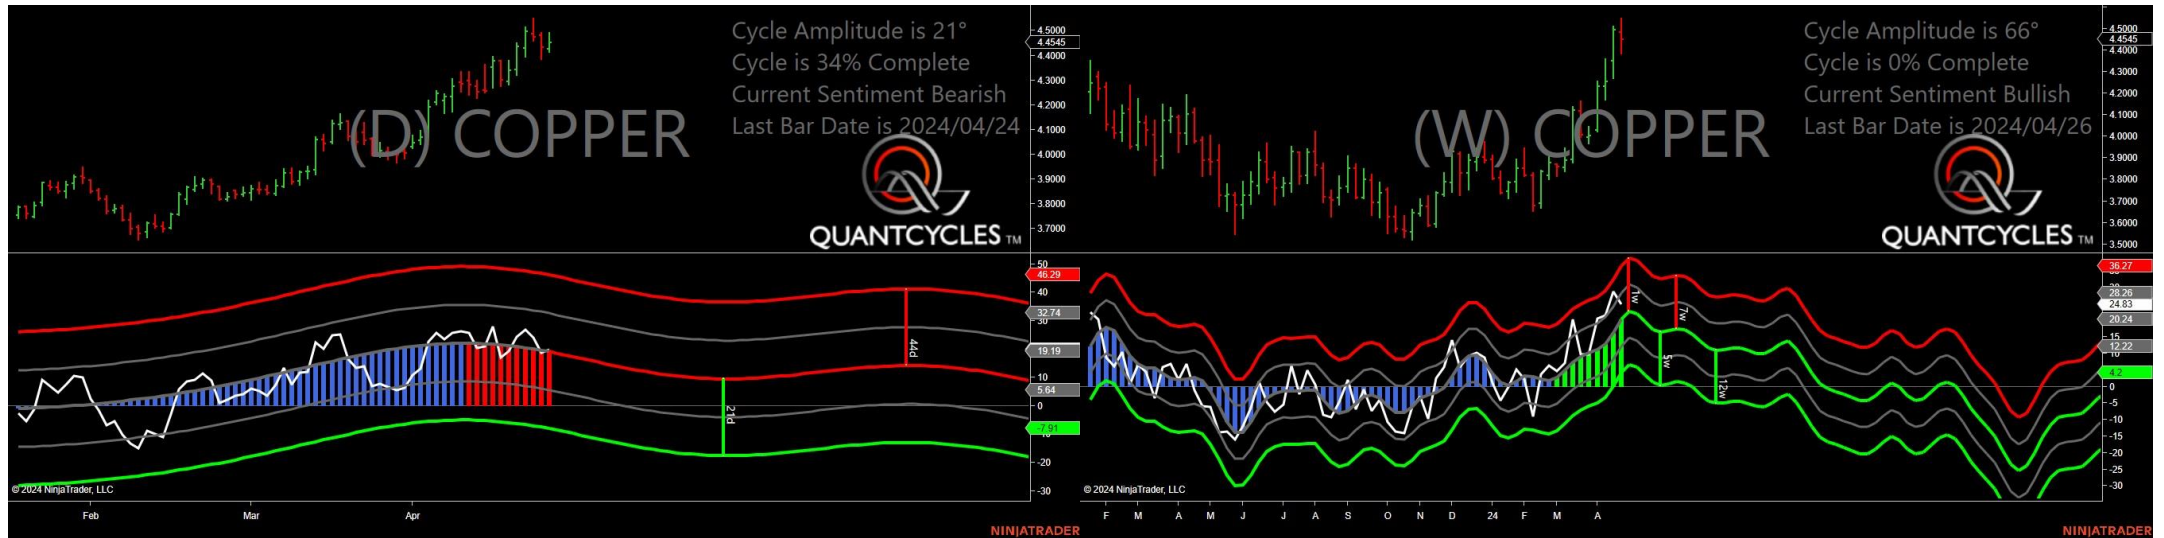 Cycle Amplitude is 21°
Cycle is 34% Complete
Current Sentiment Bearish
Last Bar Date is 2024/04/24
(D) COPPER
QUANTCYCLES TM
4.5000
4.4545
4.4000
4.3000
4.2000
4.1000
4.0000
3.9000
3.8000
3.7000
50
46.29
40
32.74
30
19.19
10
5.64
0
-7.91
-20
-30
44d
21d
© 2024 NinjaTrader, LLC
Feb
Mar
Apr
NINJATRADER
Cycle Amplitude is 66°
Cycle is 0% Complete
Current Sentiment Bullish
Last Bar Date is 2024/04/26
(W) COPPER
QUANTCYCLES TM
4.5000
4.4545
4.4000
4.3000
4.2000
4.1000
4.0000
3.9000
3.8000
3.7000
3.6000
3.5000
36.27
28.26
24.83
20.24
15
12.22
4.2
0
-5
-10
-15
-20
-25
-30
1w
7w
5w
12w
© 2024 NinjaTrader, LLC
F
M
A
M
J
J
A
S
O
N
D
24
F
M
A
NINJATRADER